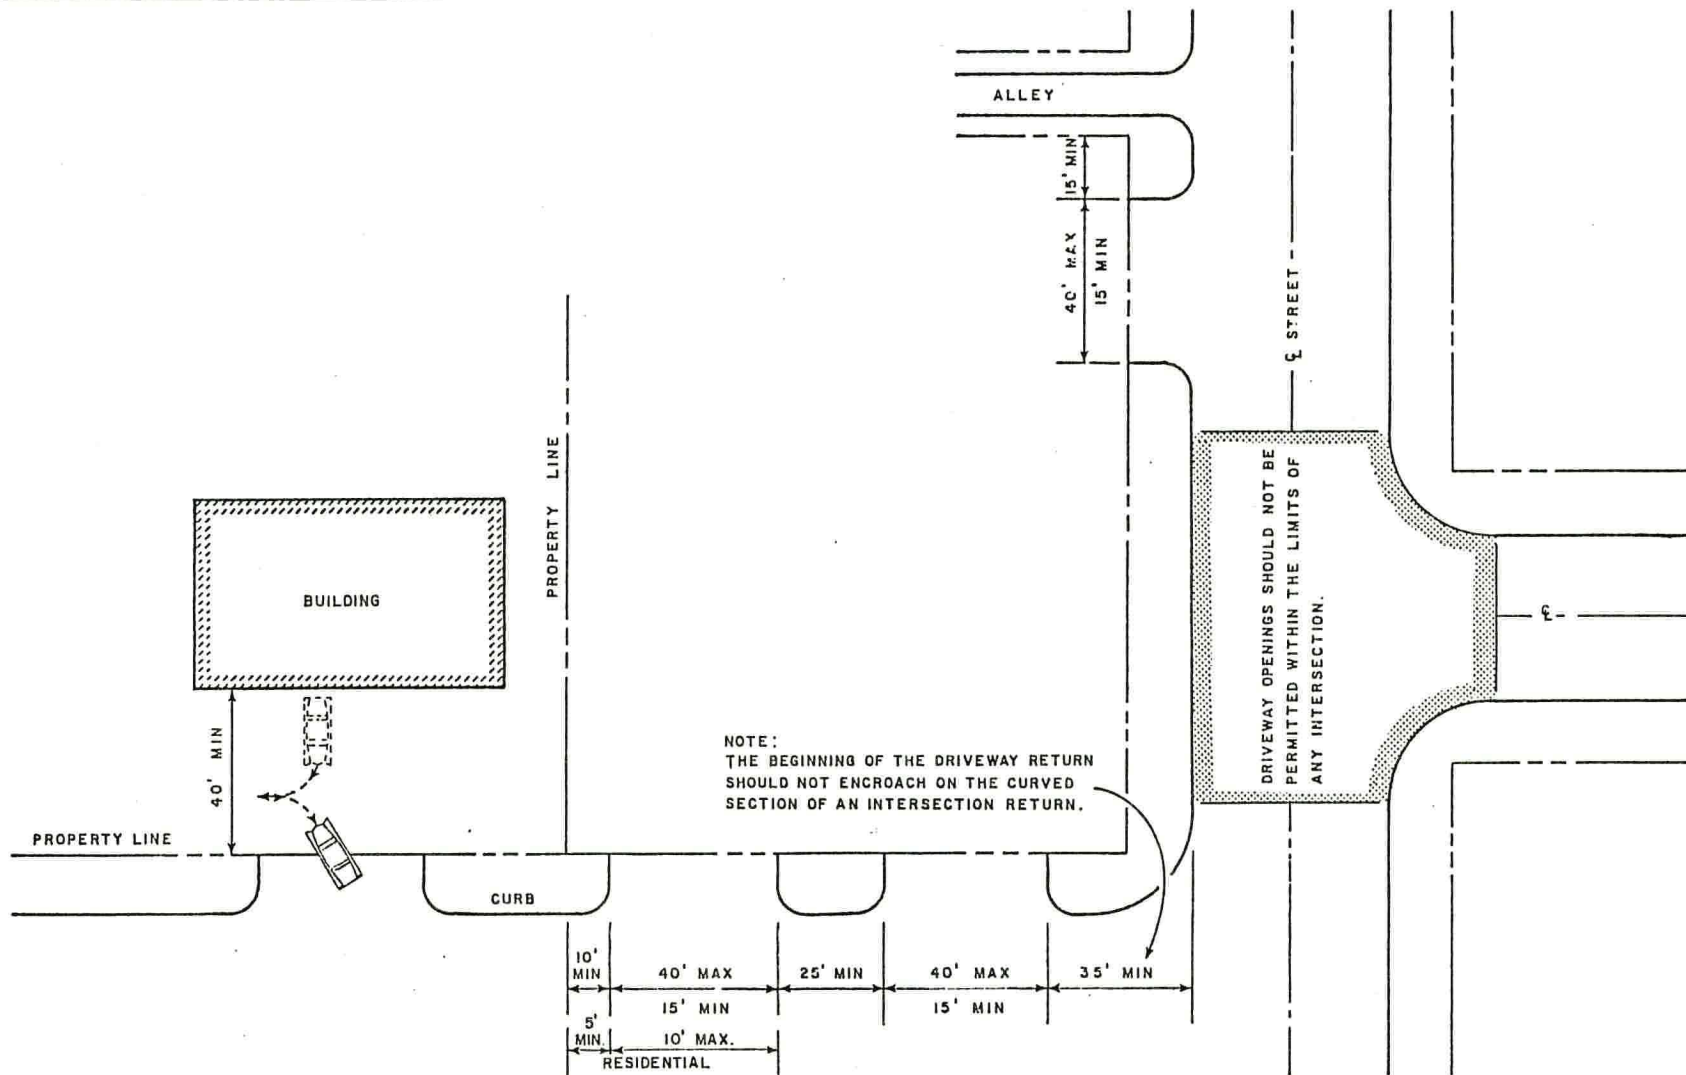 ALLEY
15' MIN
40' MAX
15' MIN
℄ STREET
PROPERTY LINE
BUILDING
DRIVEWAY OPENINGS SHOULD NOT BE
PERMITTED WITHIN THE LIMITS OF
ANY INTERSECTION.
℄
40' MIN
NOTE:
THE BEGINNING OF THE DRIVEWAY RETURN
SHOULD NOT ENCROACH ON THE CURVED
SECTION OF AN INTERSECTION RETURN.
PROPERTY LINE
CURB
10'
MIN
40' MAX
15' MIN
25' MIN
40' MAX
15' MIN
35' MIN
5'
MIN.
10' MAX.
RESIDENTIAL